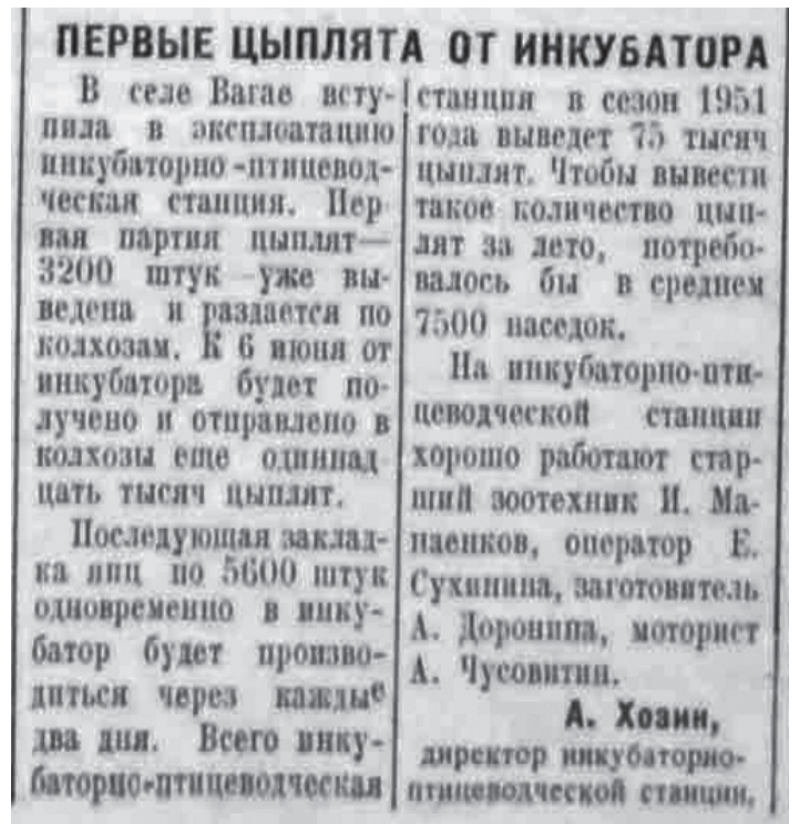 ПЕРВЫЕ ЦЫПЛЯТА ОТ ИНКУБАТОРА
В селе Вагае всту-
пила в эксплоатацию
инкубаторно-птицевод-
ческая станция. Пер
вая партия цыплят—
3200 штук уже вы-
ведена и раздается по
колхозам. К 6 июня от
инкубатора будет по-
лучено и отправлено в
колхозы еще одиннад
цать тысяч цыплят.
Последующая заклад-
ка яиц по 5600 штук
одновременно в инку-
батор будет произво-
диться через каждые
два дня. Всего инку-
баторно-птицеводческая
станция в сезон 1951
года выведет 75 тысяч
цыплят. Чтобы вывести
такое количество цып-
лят за лето, потребо-
валось бы в среднем
7500 наседок.
На инкубаторно-пти-
цеводческой станции
хорошо работают стар-
ший зоотехник И. Ма-
паенков, оператор Е.
Сухинина, заготовитель
А. Доронина, моторист
А. Чусовитин.
А. Хозин,
директор инкубаторно-
птицеводческой станции.